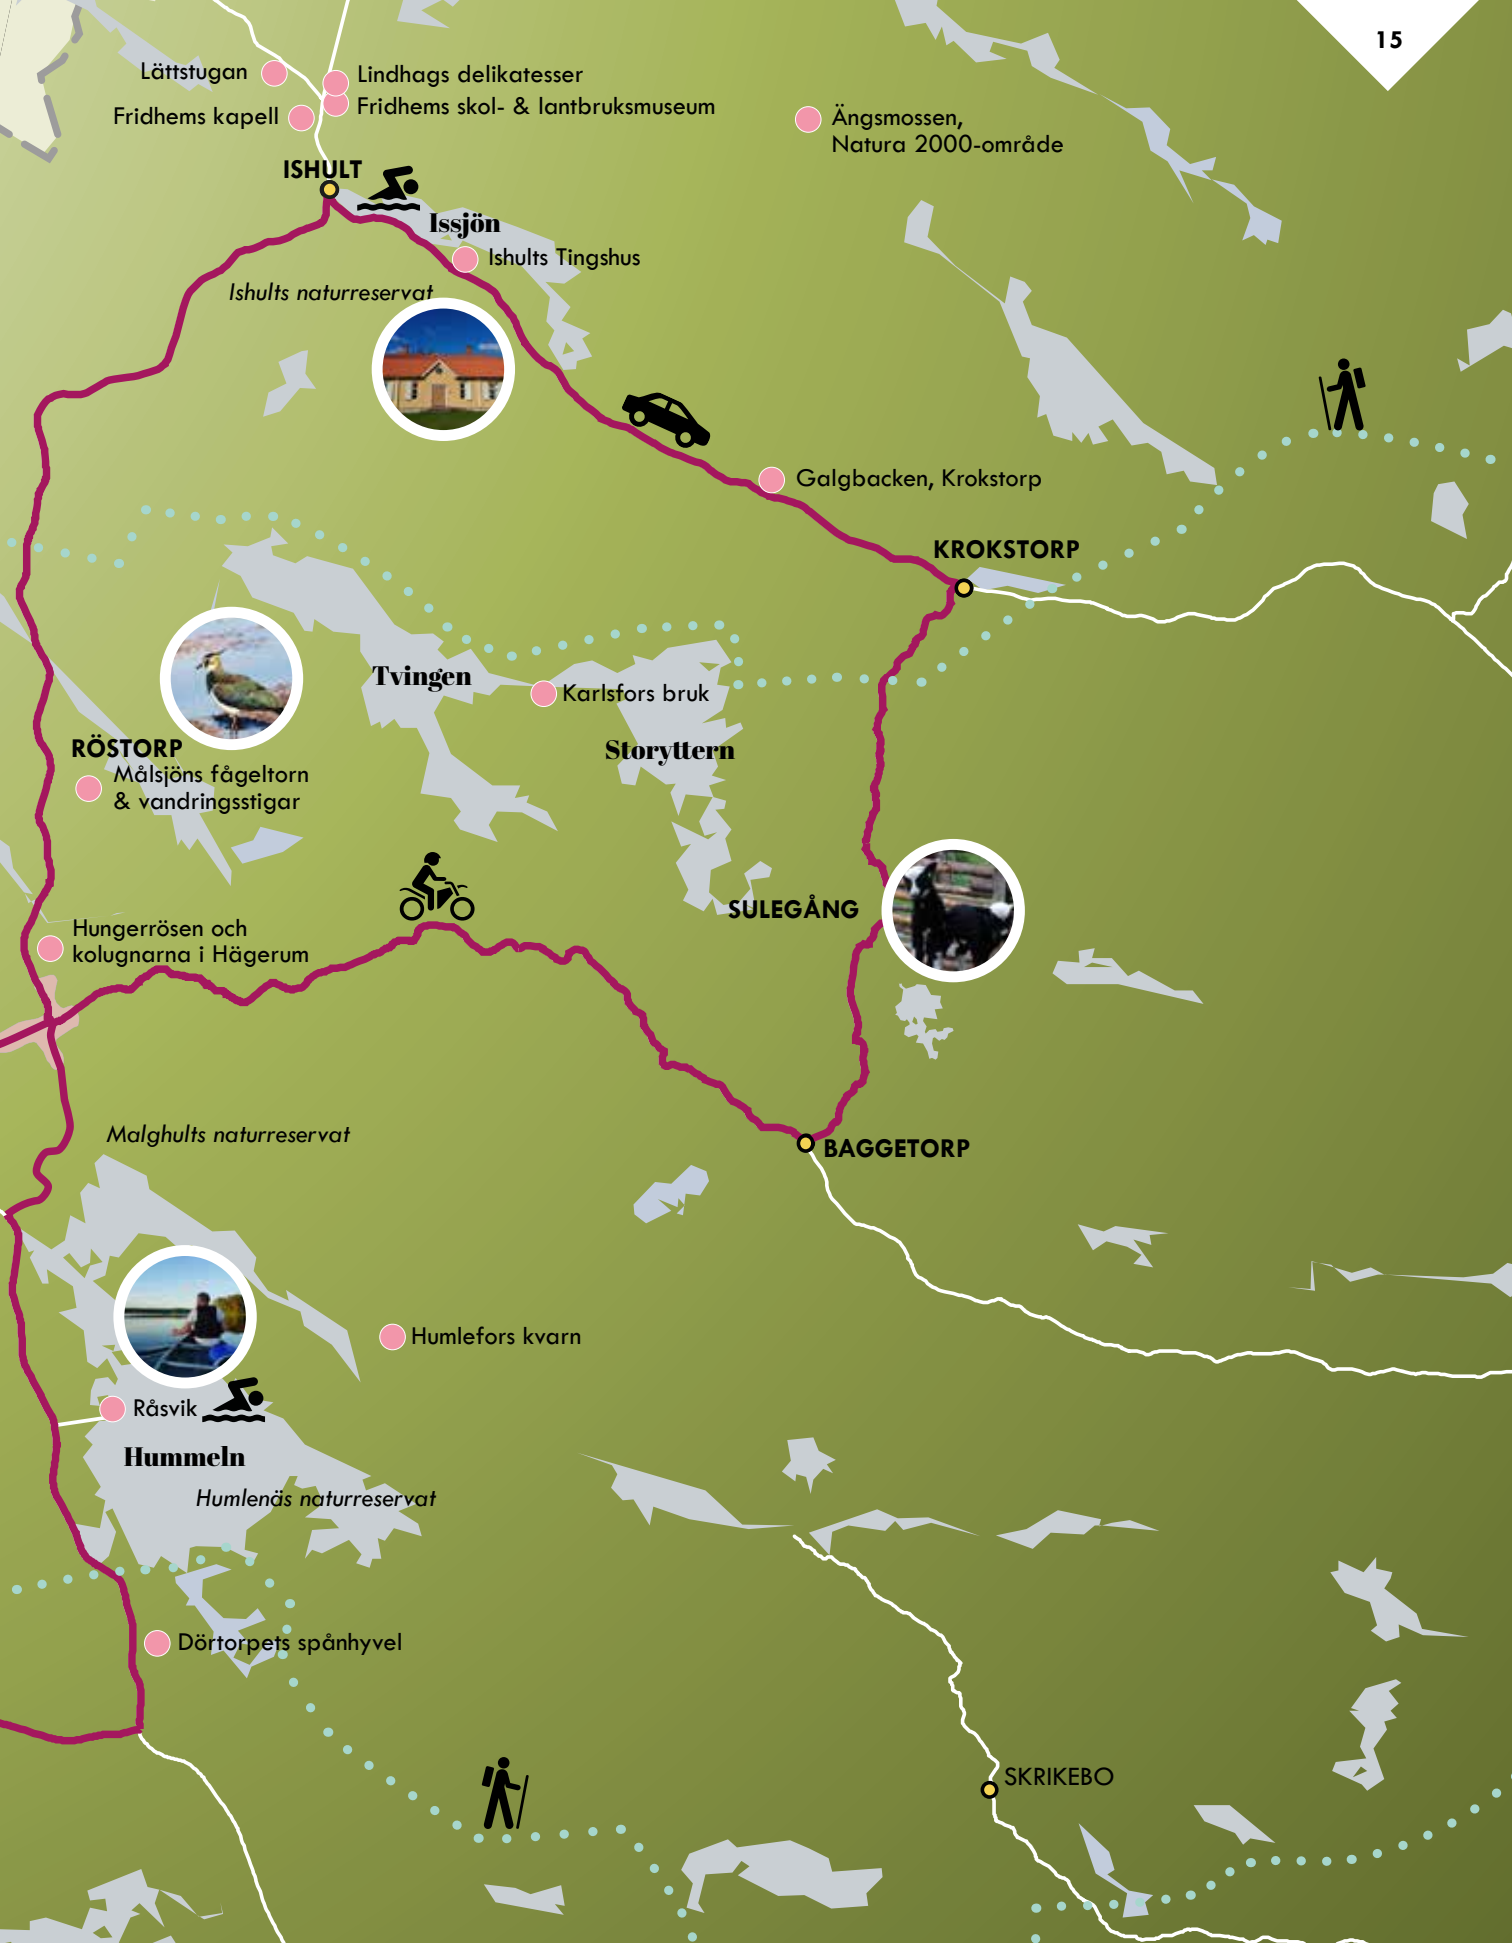 15
Lättstugan
Lindhags delikatesser
Fridhems kapell
Fridhems skol- & lantbruksmuseum
Ängsmossen,
Natura 2000-område
ISHULT
Issjön
Ishults Tingshus
Ishults naturreservat
Galgbacken, Krokstorp
KROKSTORP
Tvingen
Karlsfors bruk
Storyttern
RÖSTORP
Målsjöns fågeltorn
& vandringsstigar
SULEGÅNG
Hungerrösen och
kolugnarna i Hägerum
Malghults naturreservat
BAGGETORP
Humlefors kvarn
Råsvik
Hummeln
Humlenäs naturreservat
Dörtorpets spånhyvel
SKRIKEBO